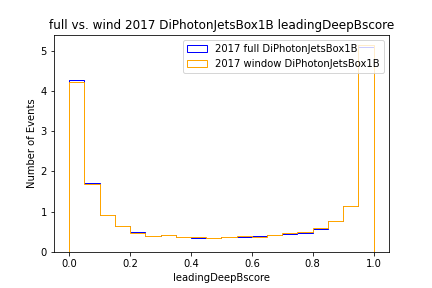 full vs. wind 2017 DiPhotonJetsBox1B leadingDeepBscore
2017 full DiPhotonJetsBox1B
2017 window DiPhotonJetsBox1B
Number of Events
5
4
3
2
1
0
0.0 0.2 0.4 0.6 0.8 1.0
leadingDeepBscore